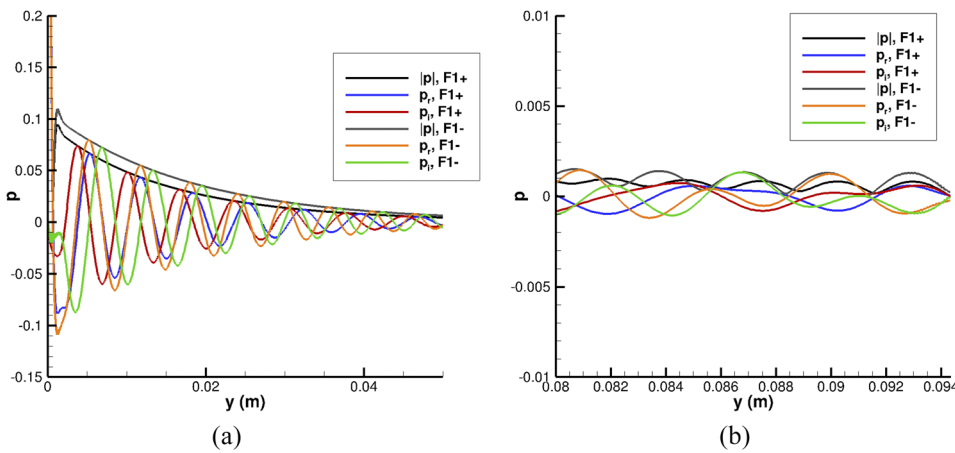 0.2
0.15
0.1
0.05
0
-0.05
-0.1
-0.15
p
0
0.02
0.04
y (m)
|p|, F1+
pr, F1+
pi, F1+
|p|, F1-
pr, F1-
pi, F1-
(a)
0.01
0.005
0
-0.005
-0.01
p
0.08
0.082
0.084
0.086
0.088
0.09
0.092
0.094
y (m)
|p|, F1+
pr, F1+
pi, F1+
|p|, F1-
pr, F1-
pi, F1-
(b)